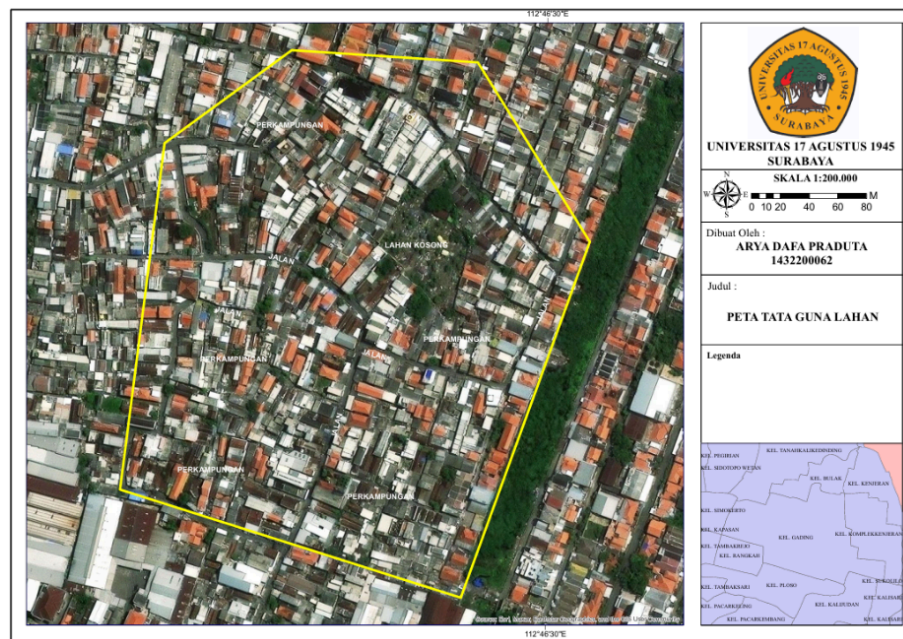 112°46'30"E
PERKAMPUNGAN
LAHAN KOSONG
JALAN
JALAN
JALAN
PERKAMPUNGAN
JALAN
PERKAMPUNGAN
PERKAMPUNGAN
PERKAMPUNGAN
112°46'30"E
UNIVERSITAS 17 AGUSTUS 1945
SURABAYA
UNIVERSITAS 17 AGUSTUS 1945
SURABAYA
SKALA 1:200.000
N
W E
S
0 10 20 40 60 80 M
Dibuat Oleh :
ARYA DAFA PRADUTA
1432200062
Judul :
PETA TATA GUNA LAHAN
Legenda
KEL. PEGIRIAN
KEL. TANAHKALIKEDINDING
KEL. SIDOTOPO WETAN
KEL. BULAK
KEL. KENJERAN
KEL. SIMOKERTO
KEL. KAPASAN
KEL. GADING
KEL. KOMPLEKKENJERAN
KEL. TAMBAKREJO
KEL. RANGKAH
KEL. TAMBAKSARI
KEL. PLOSO
KEL. PACARKELING
KEL. KALIJUDAN
KEL. PACARKEMBANG